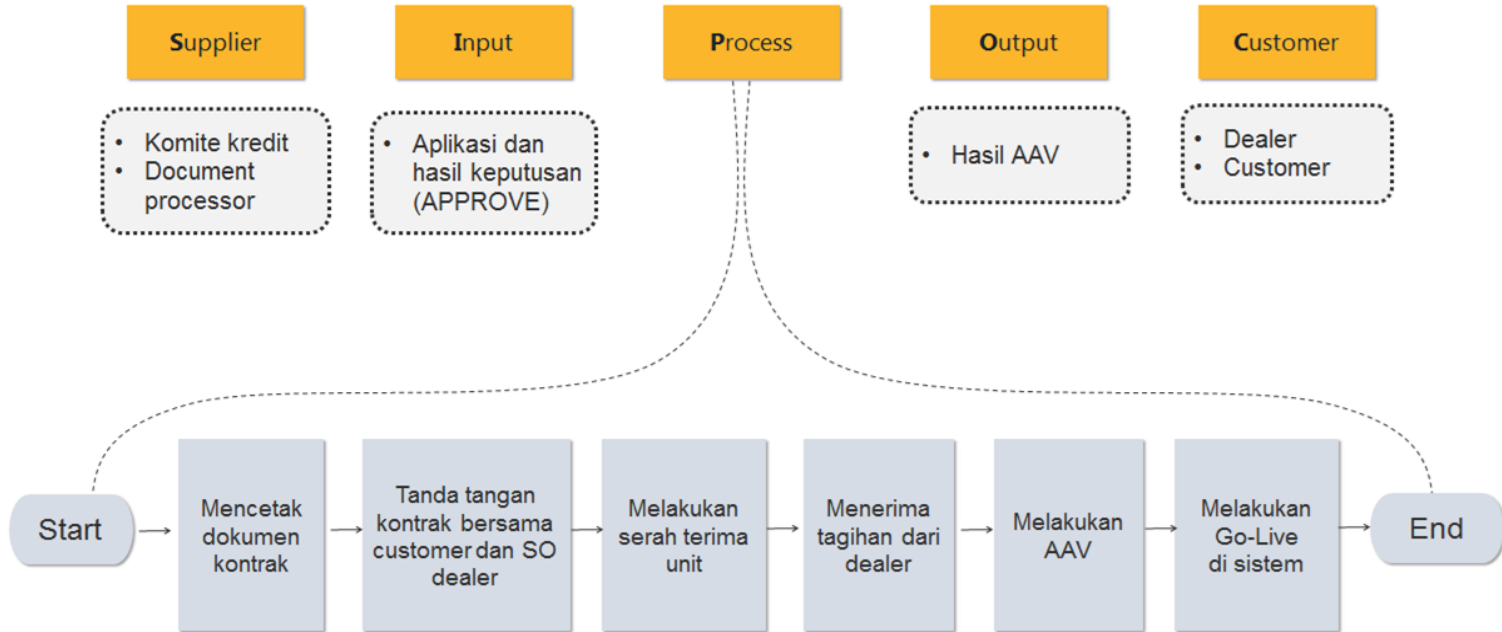 Supplier
Input
Process
Output
Customer
• Komite kredit
• Document
processor
• Aplikasi dan
hasil keputusan
(APPROVE)
• Hasil AAV
• Dealer
• Customer
Start
Mencetak
dokumen
kontrak
Tanda tangan
kontrak bersama
customer dan SO
dealer
Melakukan
serah terima
unit
Menerima
tagihan dari
dealer
Melakukan
AAV
Melakukan
Go-Live
di sistem
End